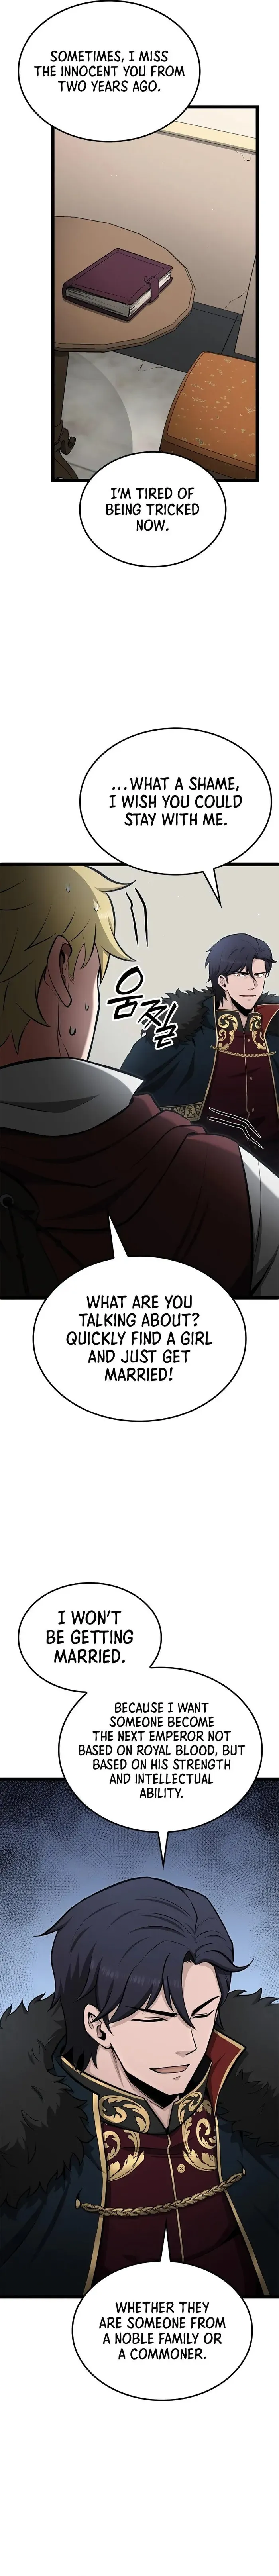 SOMETIMES, I MISS
THE INNOCENT YOU FROM
TWO YEARS AGO.
I'M TIRED OF
BEING TRICKED
NOW.
...WHAT A SHAME,
I WISH YOU COULD
STAY WITH ME.
움찔
WHAT ARE YOU
TALKING ABOUT?
QUICKLY FIND A GIRL
AND JUST GET
MARRIED!
I WON'T
BE GETTING
MARRIED.
BECAUSE I WANT
SOMEONE BECOME
THE NEXT EMPEROR NOT
BASED ON ROYAL BLOOD, BUT
BASED ON HIS STRENGTH
AND INTELLECTUAL
ABILITY.
WHETHER THEY
ARE SOMEONE FROM
A NOBLE FAMILY OR
A COMMONER.